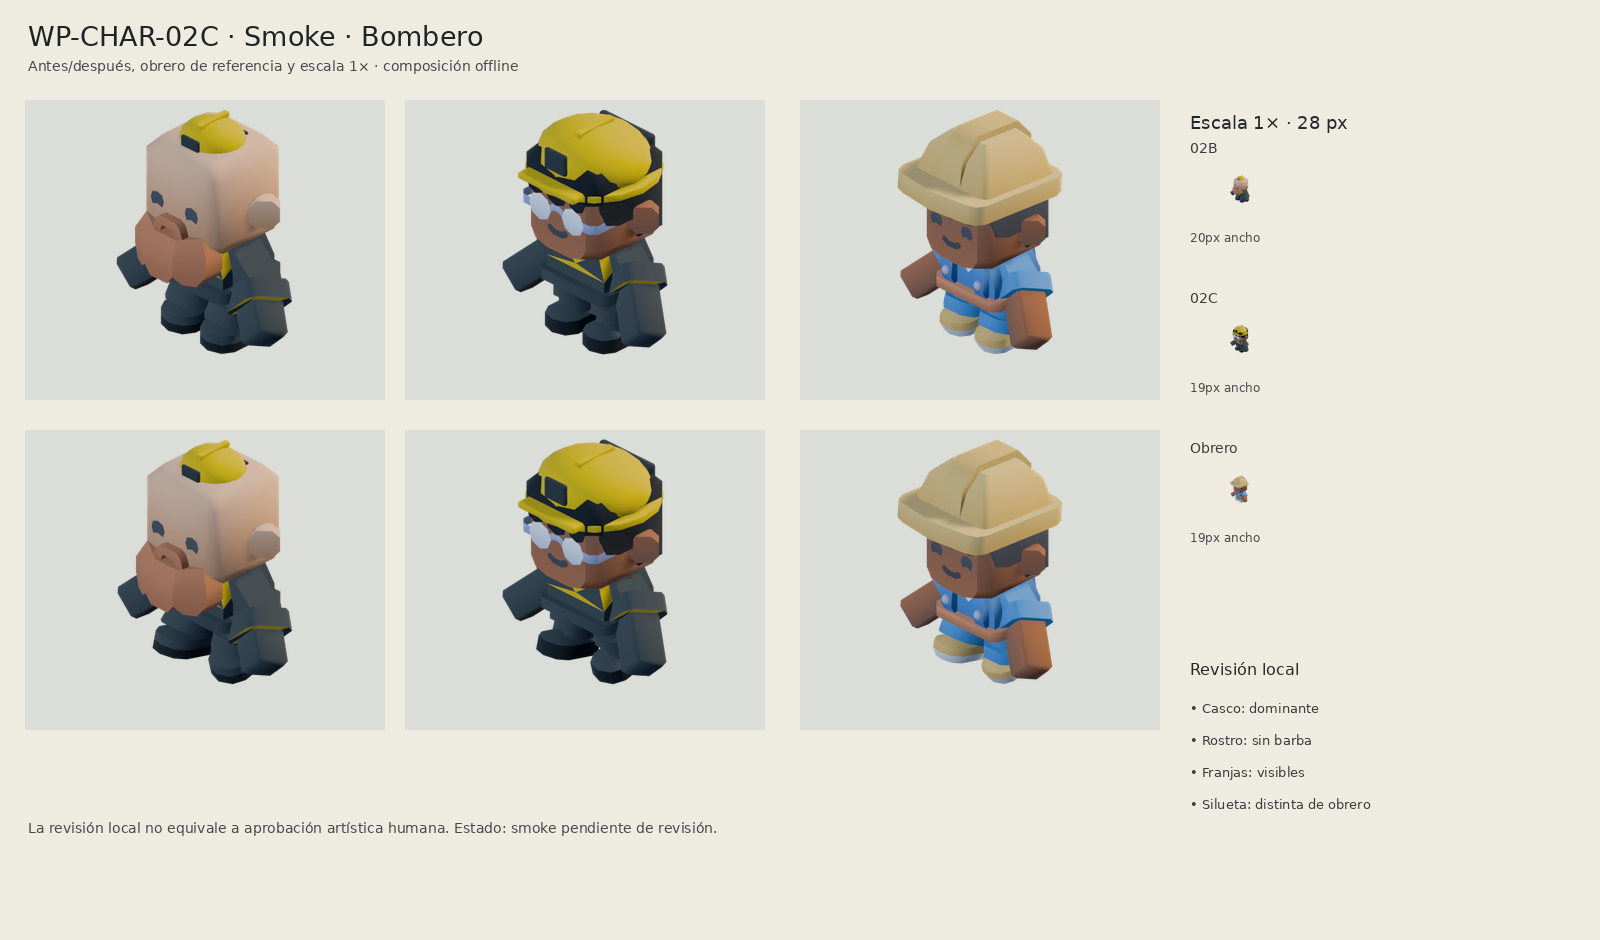 WP-CHAR-02C · Smoke · Bombero
Antes/después, obrero de referencia y escala 1× · composición offline
Escala 1× · 28 px
02B
20px ancho
02C
19px ancho
Obrero
19px ancho
Revisión local
• Casco: dominante
• Rostro: sin barba
• Franjas: visibles
• Silueta: distinta de obrero
La revisión local no equivale a aprobación artística humana. Estado: smoke pendiente de revisión.